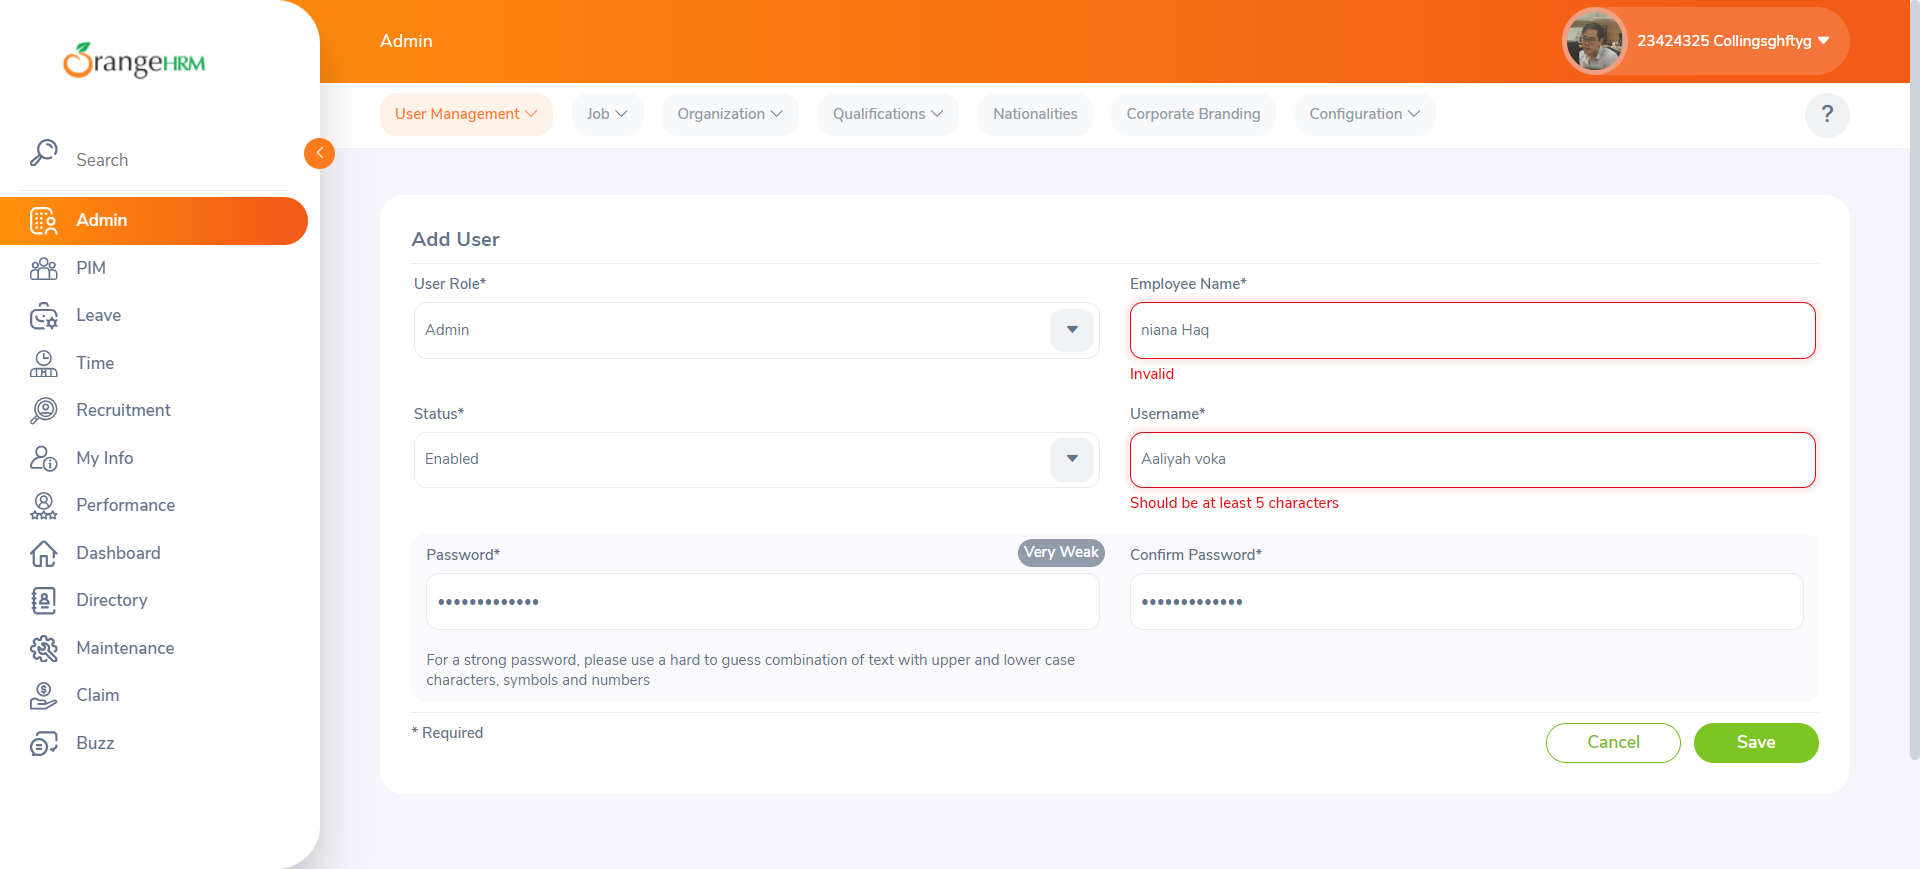 OrangeHRM
Admin
23424325 Collingsghftyg
User Management
Job
Organization
Qualifications
Nationalities
Corporate Branding
Configuration
?
Search
Admin
PIM
Leave
Time
Recruitment
My Info
Performance
Dashboard
Directory
Maintenance
Claim
Buzz
Add User
User Role*
Admin
Employee Name*
niana Haq
Invalid
Status*
Enabled
Username*
Aaliyah voka
Should be at least 5 characters
Password*
Very Weak
•••••••••••••
Confirm Password*
•••••••••••••
For a strong password, please use a hard to guess combination of text with upper and lower case
characters, symbols and numbers
* Required
Cancel
Save